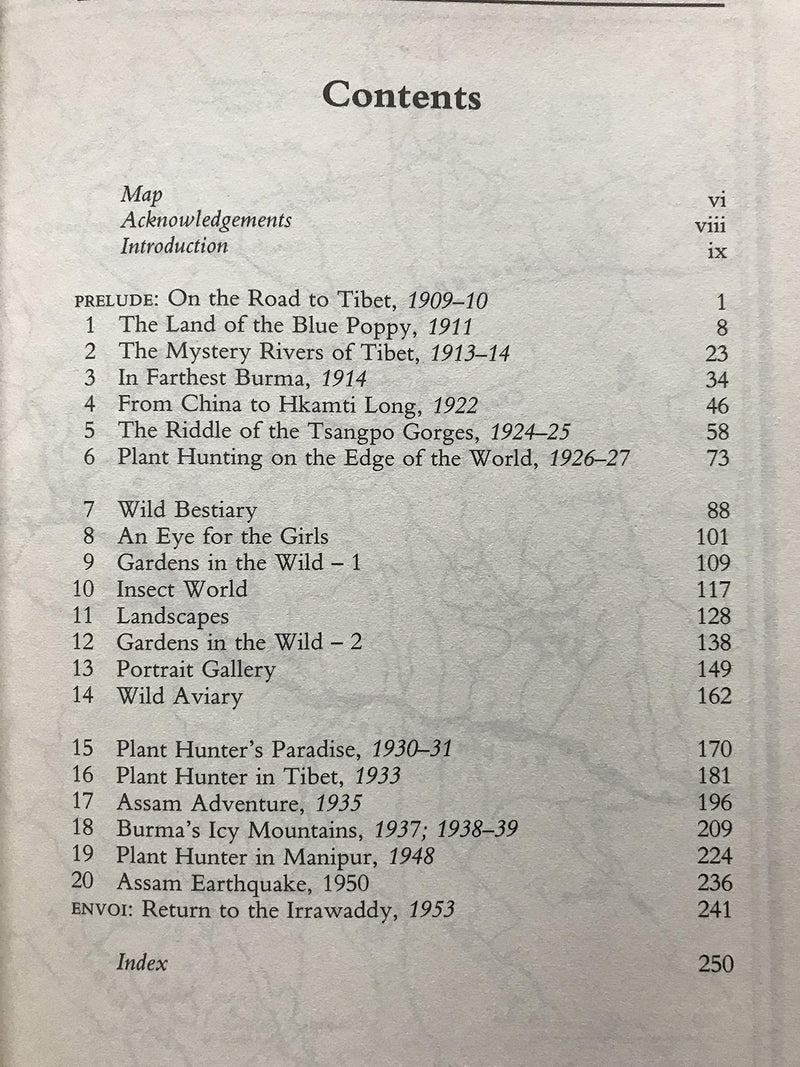 Contents
Map vi
Acknowledgements viii
Introduction ix
PRELUDE: On the Road to Tibet, 1909–10 1
1 The Land of the Blue Poppy, 1911 8
2 The Mystery Rivers of Tibet, 1913–14 23
3 In Farthest Burma, 1914 34
4 From China to Hkamti Long, 1922 46
5 The Riddle of the Tsangpo Gorges, 1924–25 58
6 Plant Hunting on the Edge of the World, 1926–27 73
7 Wild Bestiary 88
8 An Eye for the Girls 101
9 Gardens in the Wild – 1 109
10 Insect World 117
11 Landscapes 128
12 Gardens in the Wild – 2 138
13 Portrait Gallery 149
14 Wild Aviary 162
15 Plant Hunter's Paradise, 1930–31 170
16 Plant Hunter in Tibet, 1933 181
17 Assam Adventure, 1935 196
18 Burma's Icy Mountains, 1937; 1938–39 209
19 Plant Hunter in Manipur, 1948 224
20 Assam Earthquake, 1950 236
ENVOI: Return to the Irrawaddy, 1953 241
Index 250